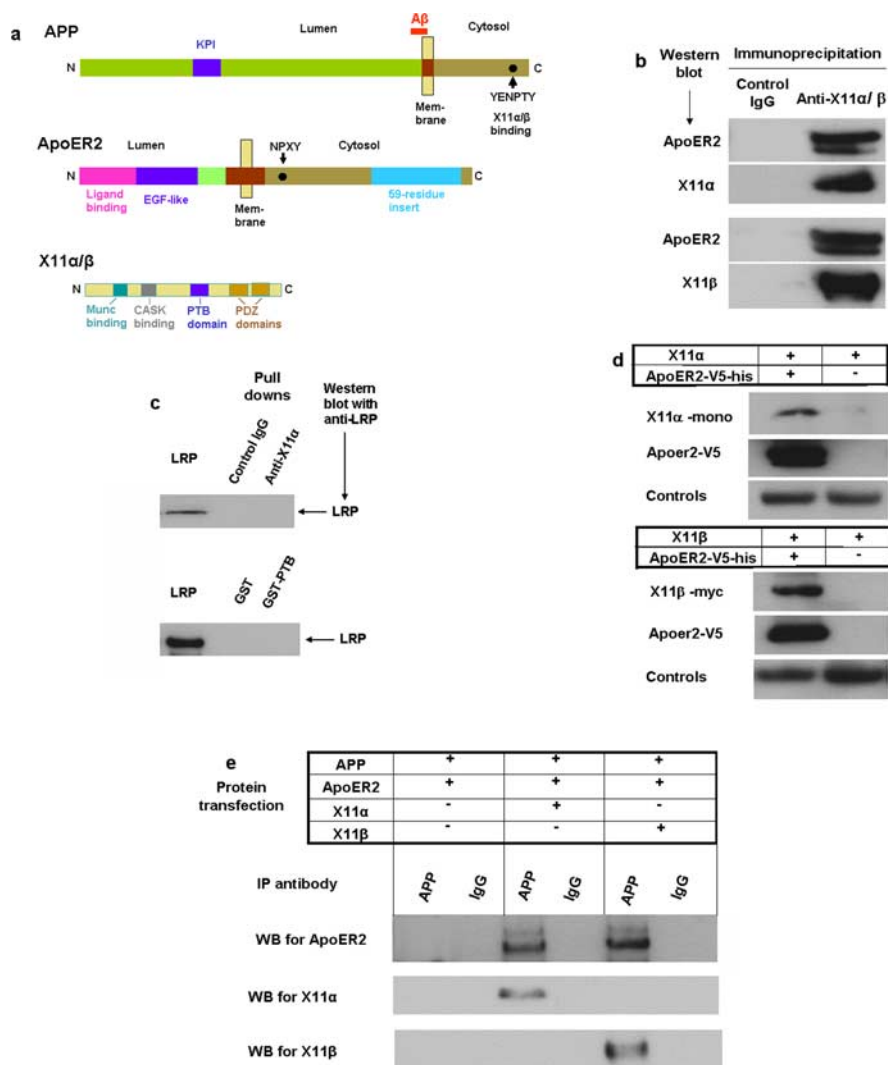 a
APP
KPI
Lumen
Aβ
Cytosol
N
C
Mem-
brane
YENPTY
X11α/β
binding
ApoER2
Lumen
NPXY
Cytosol
N
C
Ligand
binding
EGF-like
Mem-
brane
59-residue
insert
X11α/β
N
C
Munc
binding
CASK
binding
PTB
domain
PDZ
domains
b
Western
blot
Immunoprecipitation
Control
IgG
Anti-X11α/ β
ApoER2
X11α
ApoER2
X11β
c
Pull
downs
Western
blot with
anti-LRP
LRP
Control IgG
Anti-X11α
LRP
LRP
GST
GST-PTB
LRP
d
X11α + +
ApoER2-V5-his + -
X11α -mono
Apoer2-V5
Controls
X11β + +
ApoER2-V5-his + -
X11β -myc
Apoer2-V5
Controls
e
Protein
transfection
APP + + +
ApoER2 + + +
X11α - + -
X11β - - +
IP antibody
APP IgG APP IgG APP IgG
WB for ApoER2
WB for X11α
WB for X11β